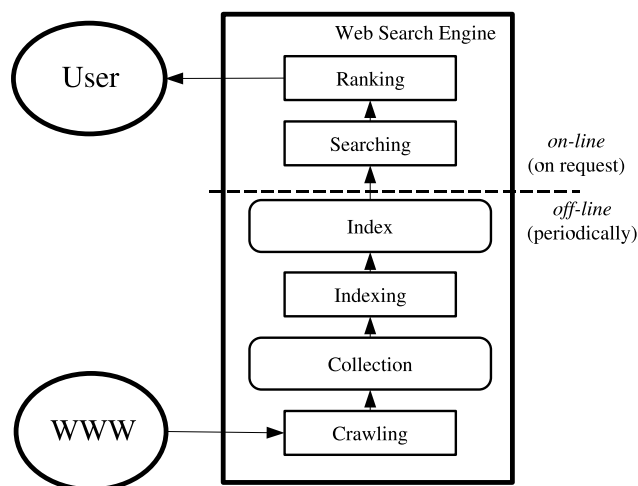 Web Search Engine
User
Ranking
Searching
on-line
(on request)
off-line
(periodically)
Index
Indexing
Collection
WWW
Crawling